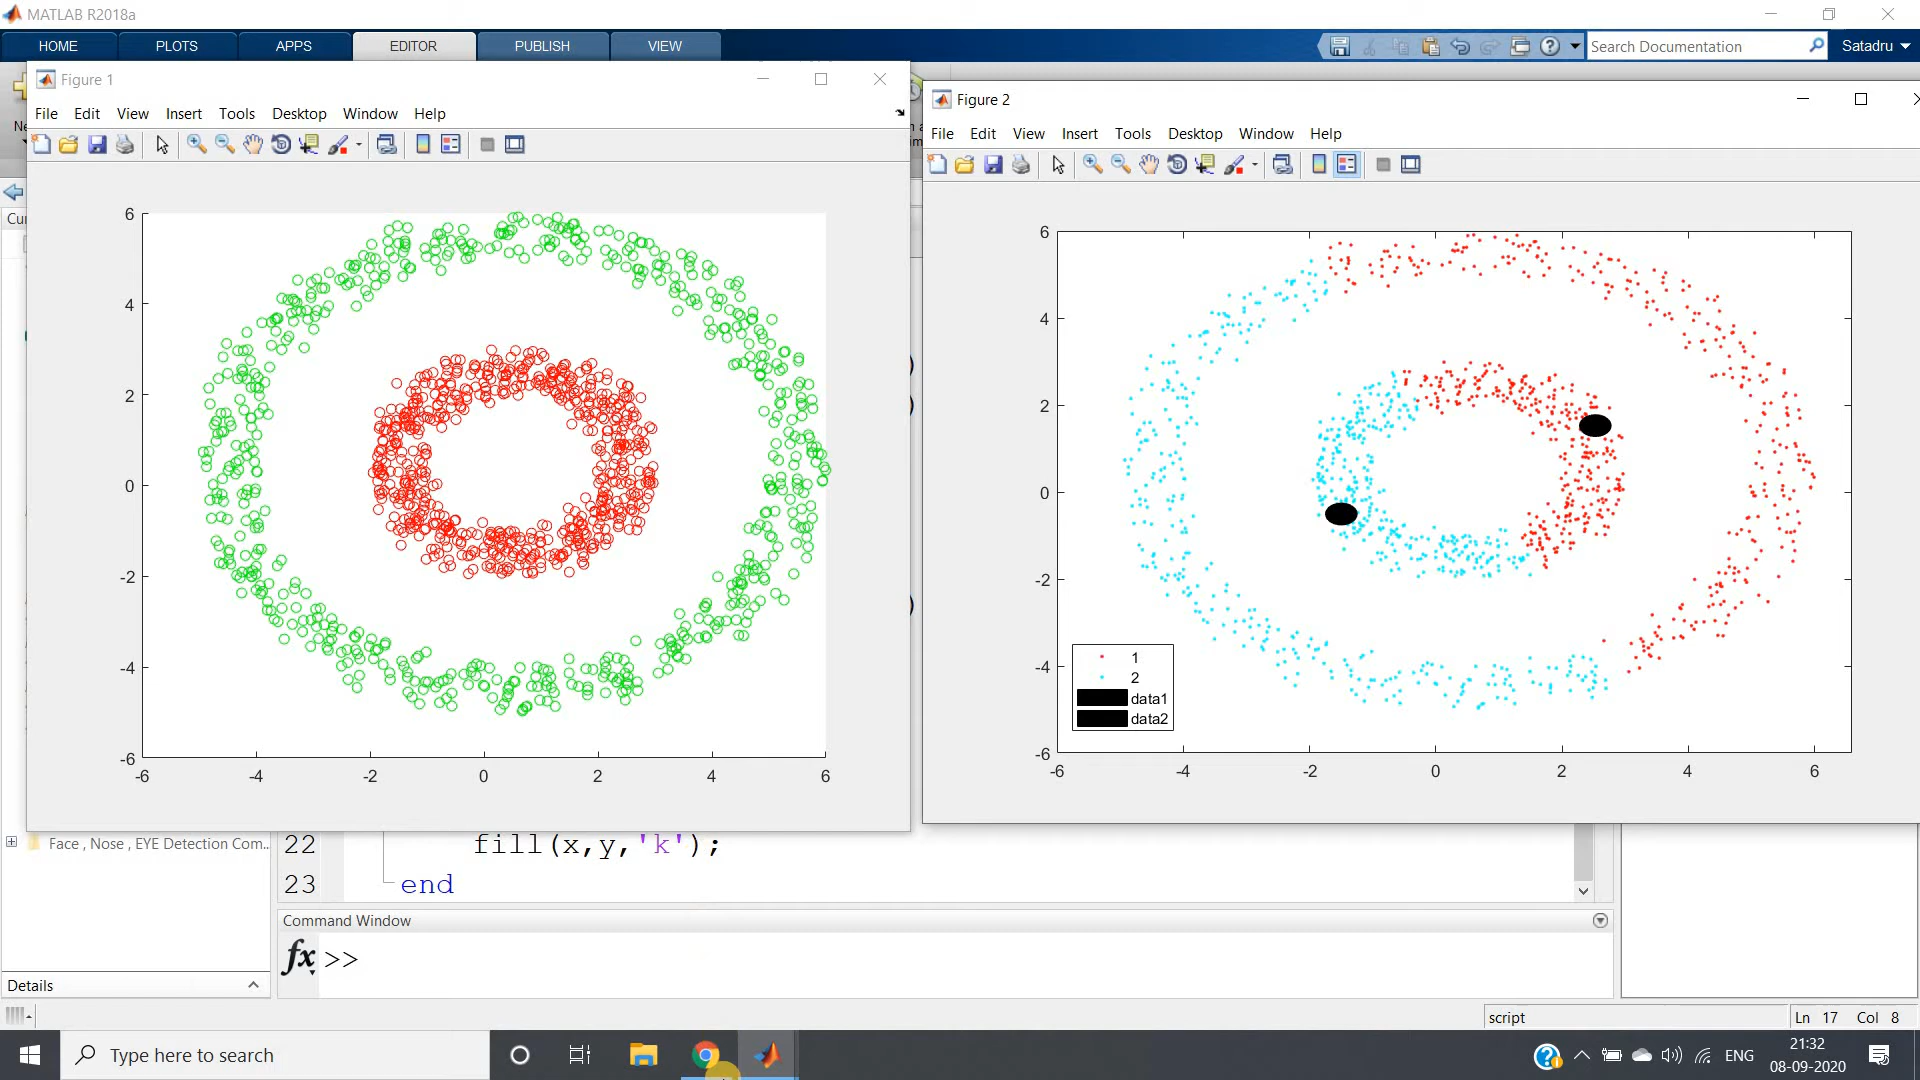 MATLAB R2018a
HOME PLOTS APPS EDITOR PUBLISH VIEW
Search Documentation
Satadru
Figure 1
File Edit View Insert Tools Desktop Window Help
6
4
2
0
-2
-4
-6
-6 -4 -2 0 2 4 6
Figure 2
File Edit View Insert Tools Desktop Window Help
6
4
2
0
-2
-4
-6
-6 -4 -2 0 2 4 6
1
2
data1
data2
Face , Nose , EYE Detection Com...
22 fill(x,y,'k');
23 end
Command Window
fx >>
Details
script
Ln 17 Col 8
Type here to search
ENG
21:32
08-09-2020